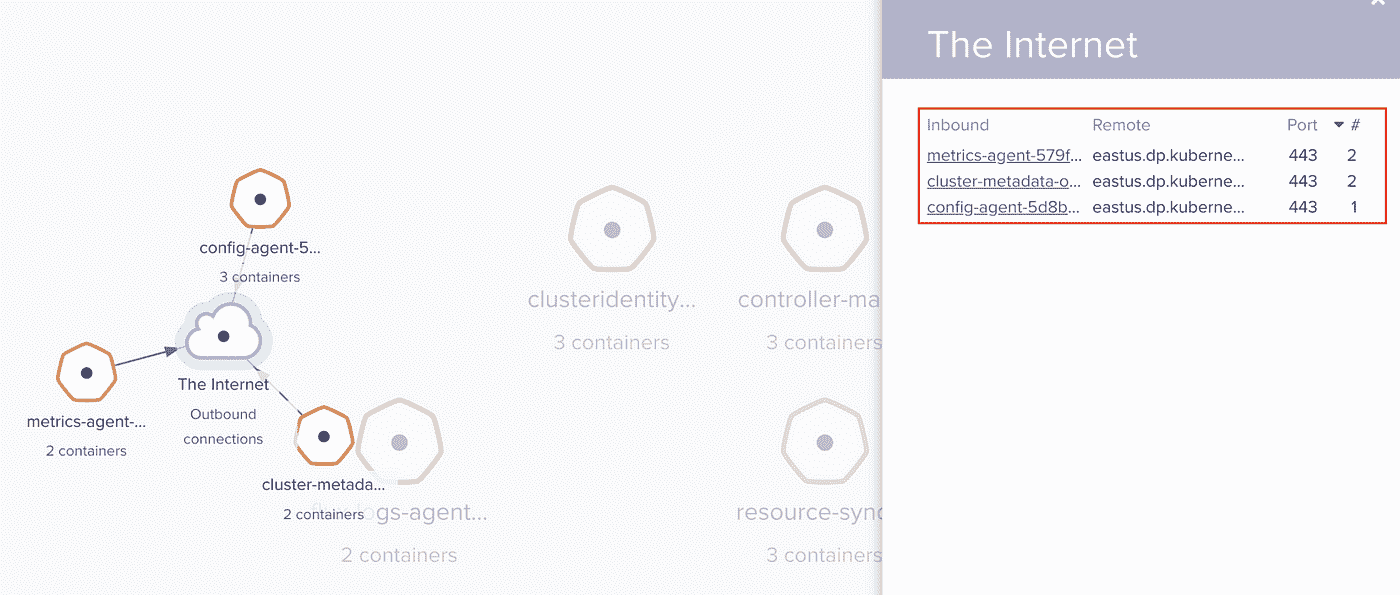 The Internet
Inbound Remote Port #
metrics-agent-579f... eastus.dp.kuberne... 443 2
cluster-metadata-o... eastus.dp.kuberne... 443 2
config-agent-5d8b... eastus.dp.kuberne... 443 1
config-agent-5...
3 containers
clusteridentity...
3 containers
controller-ma
3 containers
The Internet
Outbound
connections
metrics-agent-...
2 containers
cluster-metada...
2 containers
gs-agent...
2 containers
resource-sync
3 containers